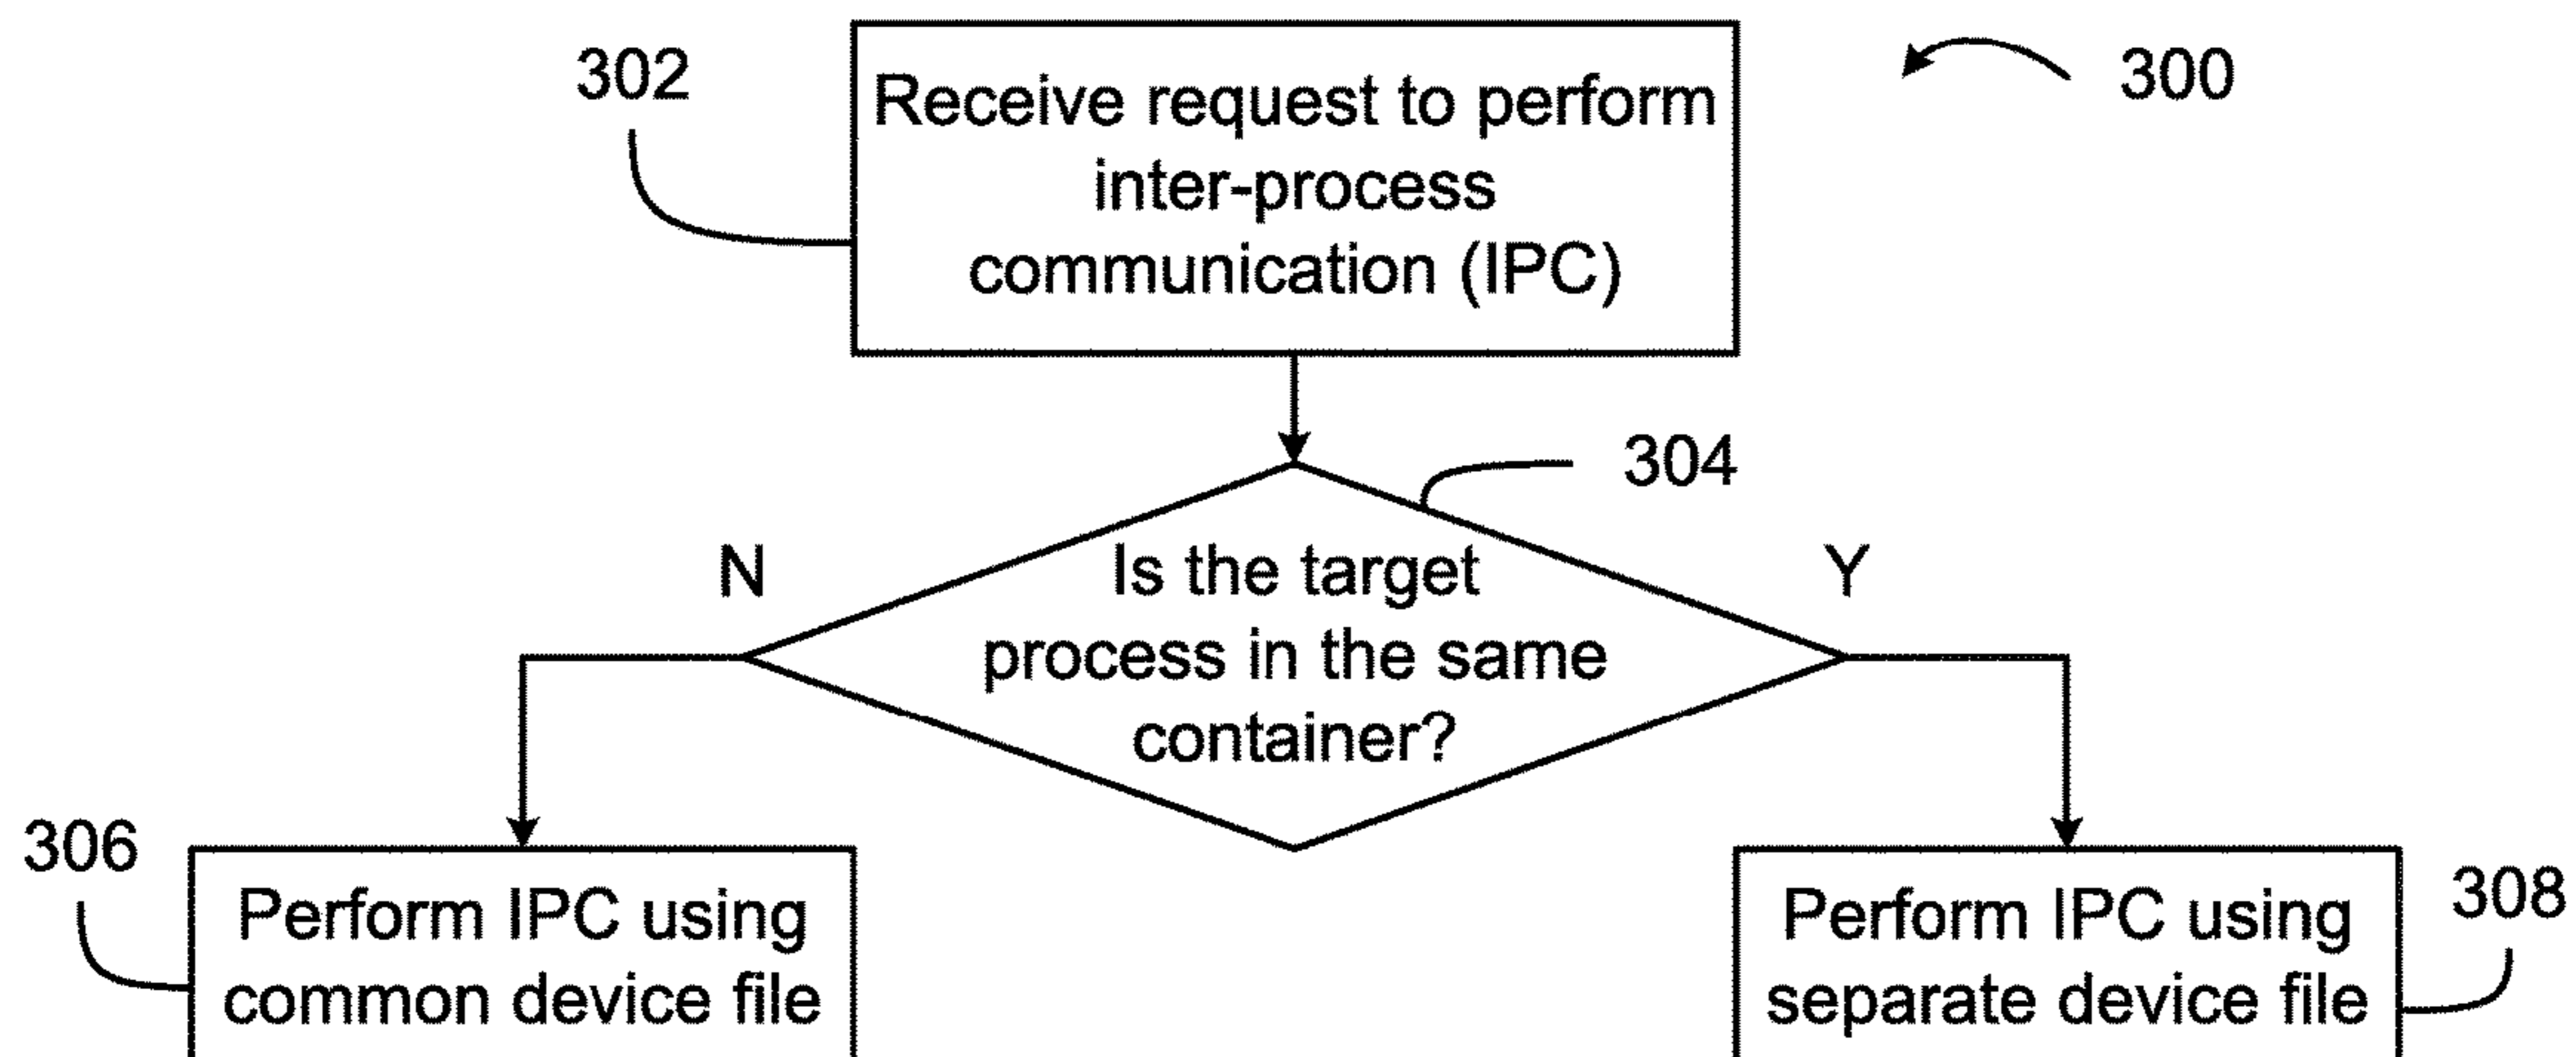 302
Receive request to perform
inter-process
communication (IPC)
300
304
N
Is the target
process in the same
container?
Y
306
Perform IPC using
common device file
Perform IPC using
separate device file
308